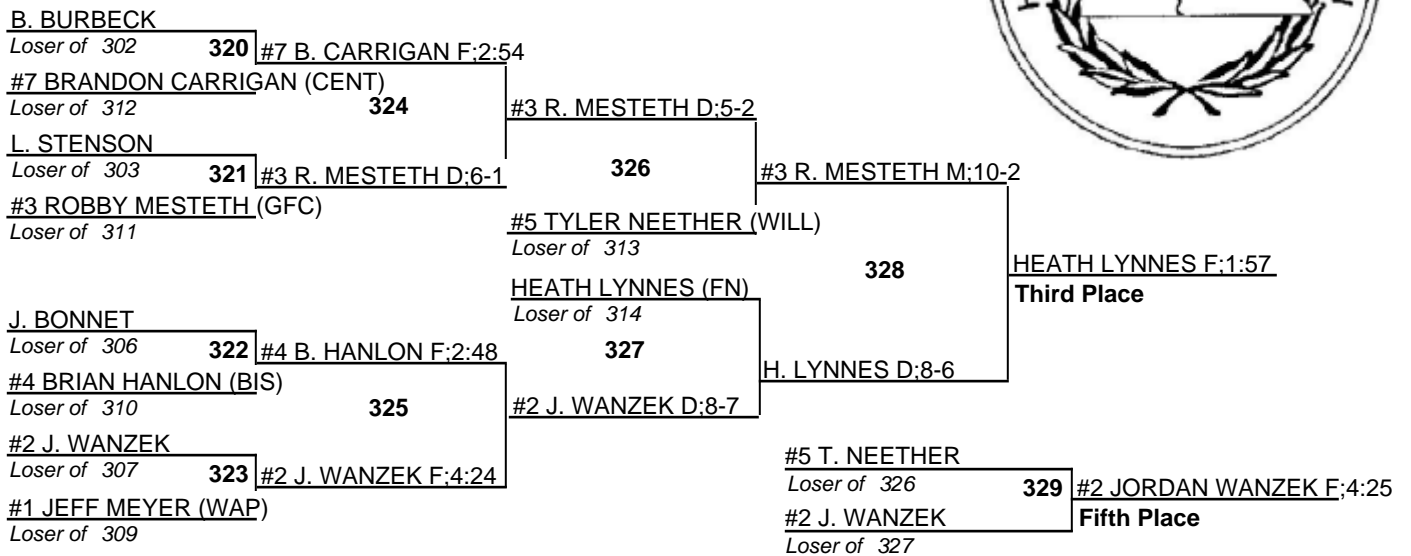 B. BURBECK
Loser of 302
320
#7 B. CARRIGAN F;2:54
#7 BRANDON CARRIGAN (CENT)
Loser of 312
324
#3 R. MESTETH D;5-2
L. STENSON
Loser of 303
321
#3 R. MESTETH D;6-1
326
#3 R. MESTETH M;10-2
#3 ROBBY MESTETH (GFC)
Loser of 311
#5 TYLER NEETHER (WILL)
Loser of 313
328
HEATH LYNNES F;1:57
Third Place
HEATH LYNNES (FN)
Loser of 314
J. BONNET
Loser of 306
322
#4 B. HANLON F;2:48
327
H. LYNNES D;8-6
#4 BRIAN HANLON (BIS)
Loser of 310
325
#2 J. WANZEK D;8-7
#2 J. WANZEK
Loser of 307
323
#2 J. WANZEK F;4:24
#1 JEFF MEYER (WAP)
Loser of 309
#5 T. NEETHER
Loser of 326
329
#2 JORDAN WANZEK F;4:25
Fifth Place
#2 J. WANZEK
Loser of 327